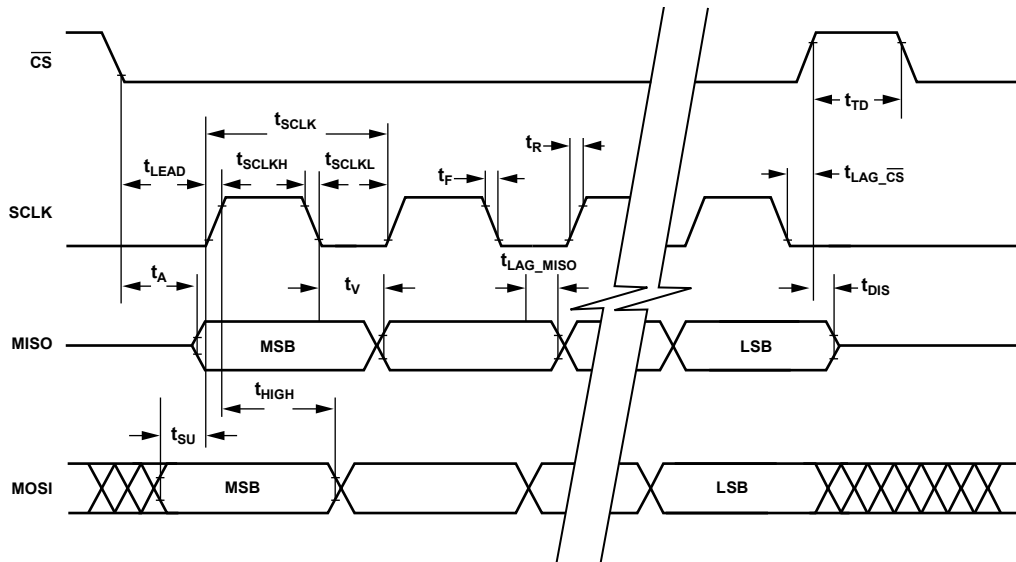 CS
tTD
tSCLK
tR
tLEAD
tSCLKH
tSCLKL
tF
tLAG_CS
SCLK
tA
tV
tLAG_MISO
tDIS
MISO
MSB
LSB
tHIGH
tSU
MOSI
MSB
LSB